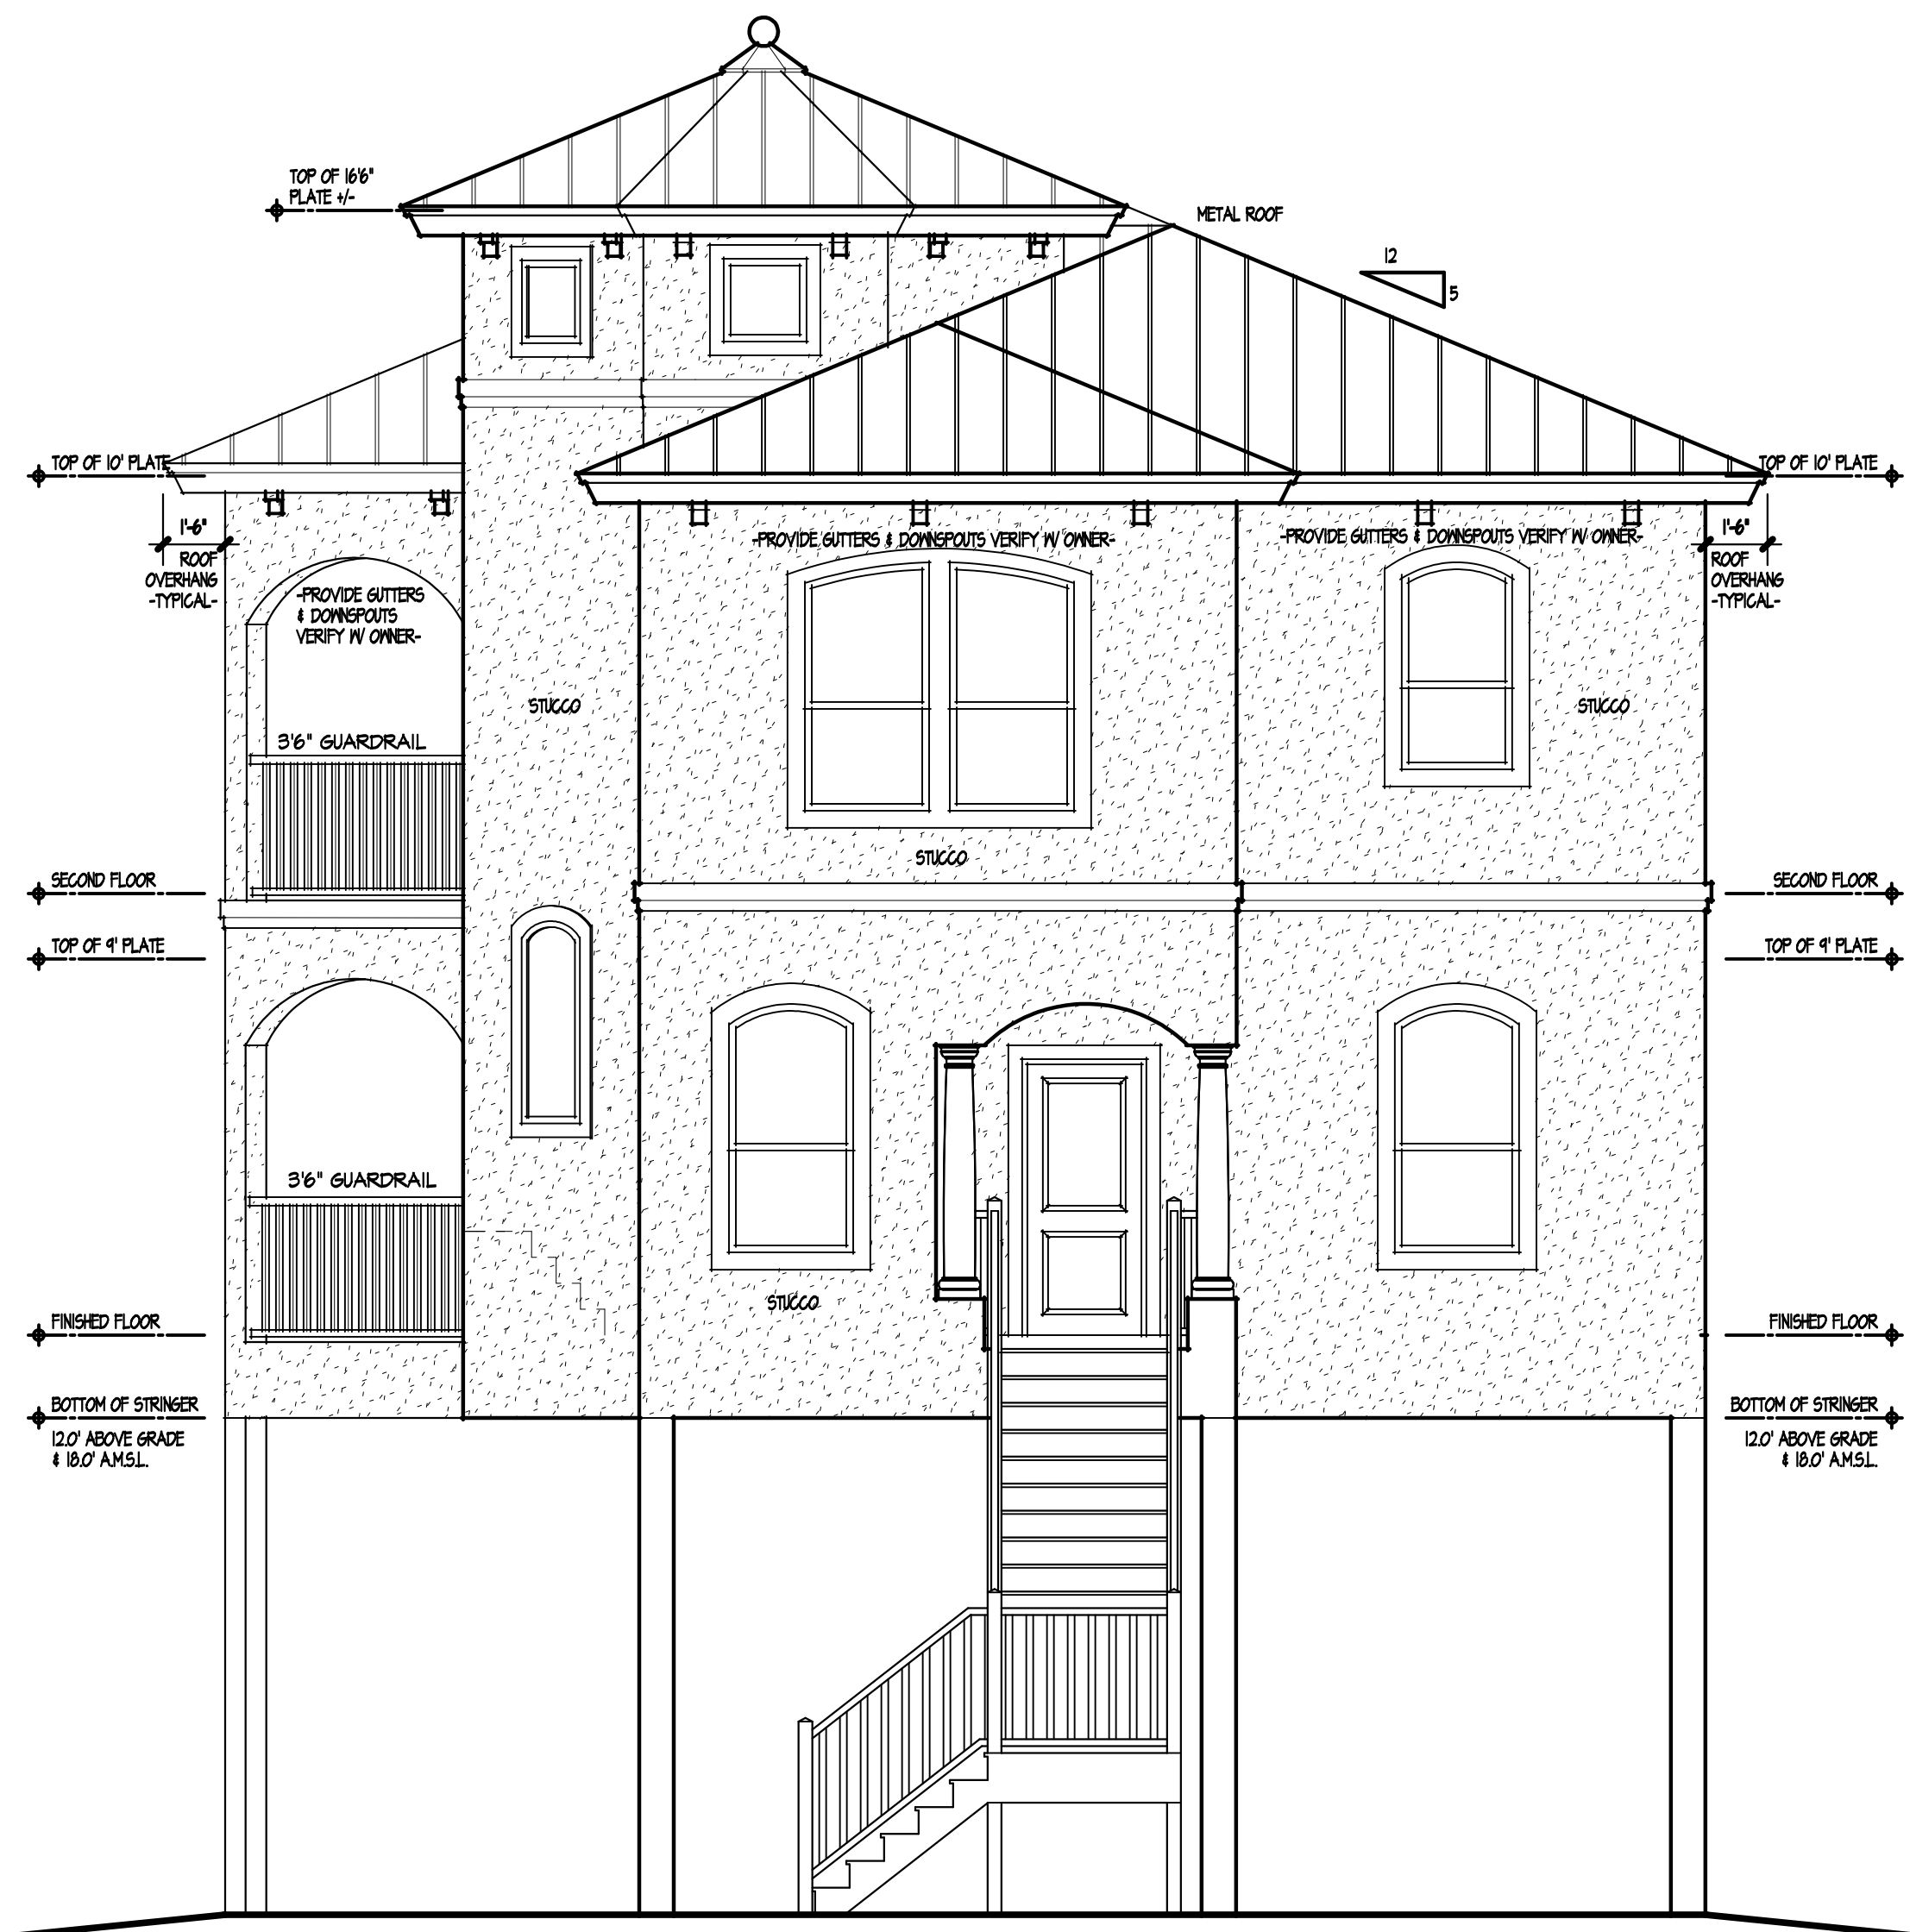 TOP OF 16'6"
PLATE +/-
METAL ROOF
12
5
TOP OF 10' PLATE
TOP OF 10' PLATE
1'-6"
ROOF
OVERHANG
-TYPICAL-
-PROVIDE GUTTERS & DOWNSPOUTS VERIFY W/ OWNER-
-PROVIDE GUTTERS & DOWNSPOUTS VERIFY W/ OWNER-
1'-6"
ROOF
OVERHANG
-TYPICAL-
-PROVIDE GUTTERS
& DOWNSPOUTS
VERIFY W/ OWNER-
STUCCO
STUCCO
3'6" GUARDRAIL
STUCCO
SECOND FLOOR
SECOND FLOOR
TOP OF 9' PLATE
TOP OF 9' PLATE
3'6" GUARDRAIL
STUCCO
FINISHED FLOOR
FINISHED FLOOR
BOTTOM OF STRINGER
12.0' ABOVE GRADE
& 18.0' A.M.S.L.
BOTTOM OF STRINGER
12.0' ABOVE GRADE
& 18.0' A.M.S.L.